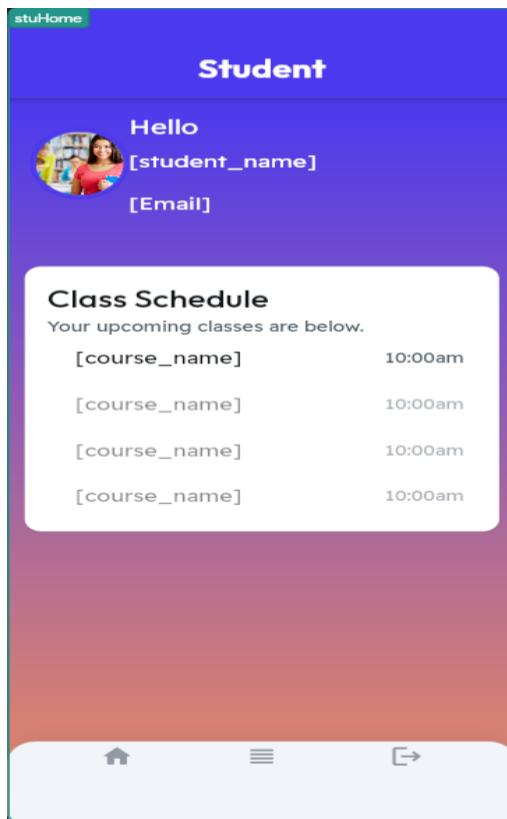 stuHome
Student
Hello
[student_name]
[Email]
Class Schedule
Your upcoming classes are below.
[course_name] 10:00am
[course_name] 10:00am
[course_name] 10:00am
[course_name] 10:00am